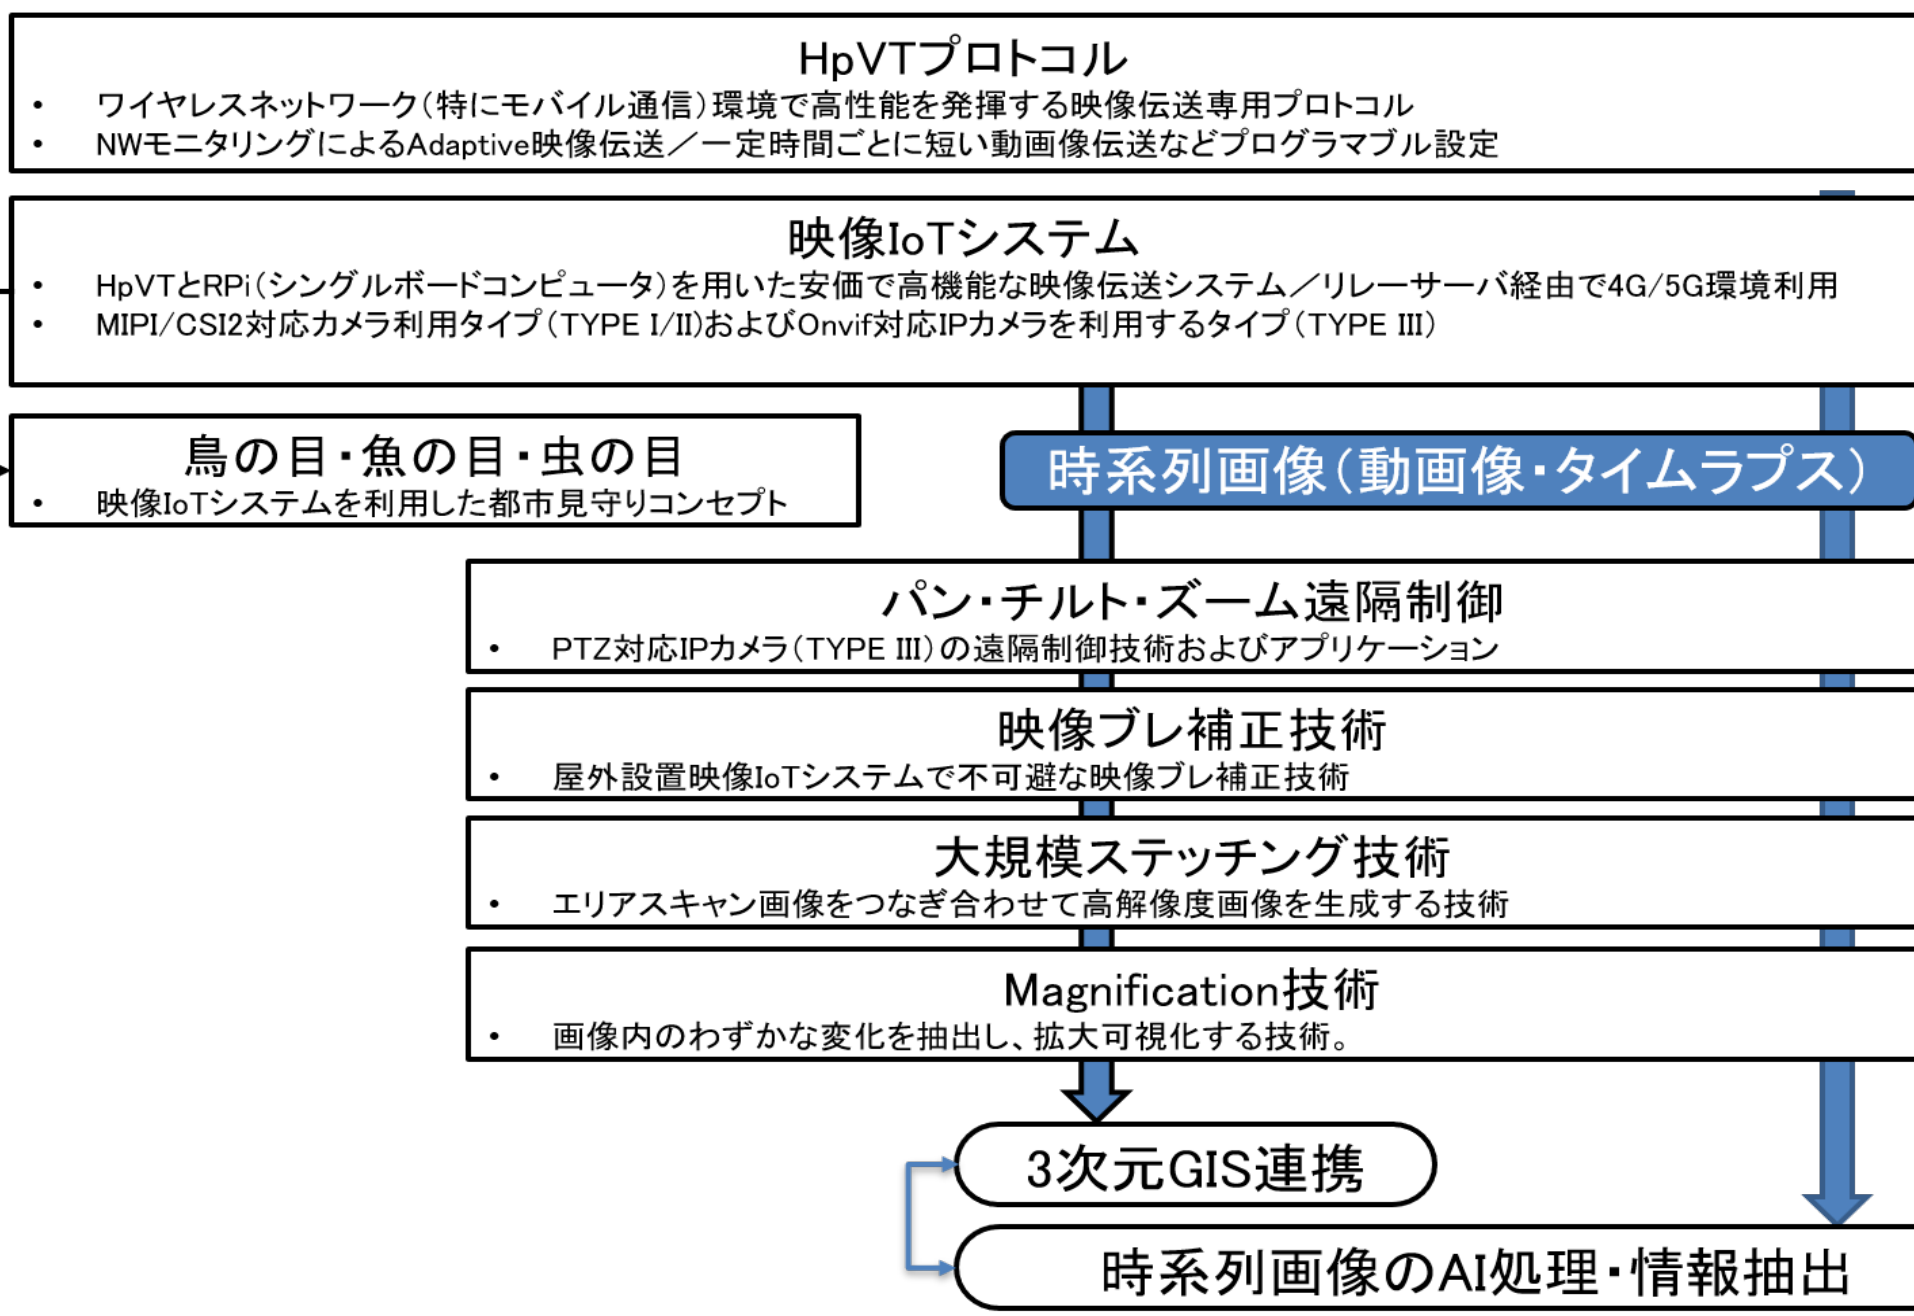 HpVTプロトコル
• ワイヤレスネットワーク(特にモバイル通信)環境で高性能を発揮する映像伝送専用プロトコル
• NWモニタリングによるAdaptive映像伝送／一定時間ごとに短い動画像伝送などプログラマブル設定
映像IoTシステム
• HpVTとRPi(シングルボードコンピュータ)を用いた安価で高機能な映像伝送システム／リレーサーバ経由で4G/5G環境利用
• MIPI/CSI2対応カメラ利用タイプ(TYPE I/II)およびOnvif対応IPカメラを利用するタイプ(TYPE III)
鳥の目・魚の目・虫の目
• 映像IoTシステムを利用した都市見守りコンセプト
時系列画像(動画像・タイムラプス)
パン・チルト・ズーム遠隔制御
• PTZ対応IPカメラ(TYPE III)の遠隔制御技術およびアプリケーション
映像ブレ補正技術
• 屋外設置映像IoTシステムで不可避な映像ブレ補正技術
大規模ステッチング技術
• エリアスキャン画像をつなぎ合わせて高解像度画像を生成する技術
Magnification技術
• 画像内のわずかな変化を抽出し、拡大可視化する技術。
3次元GIS連携
時系列画像のAI処理・情報抽出